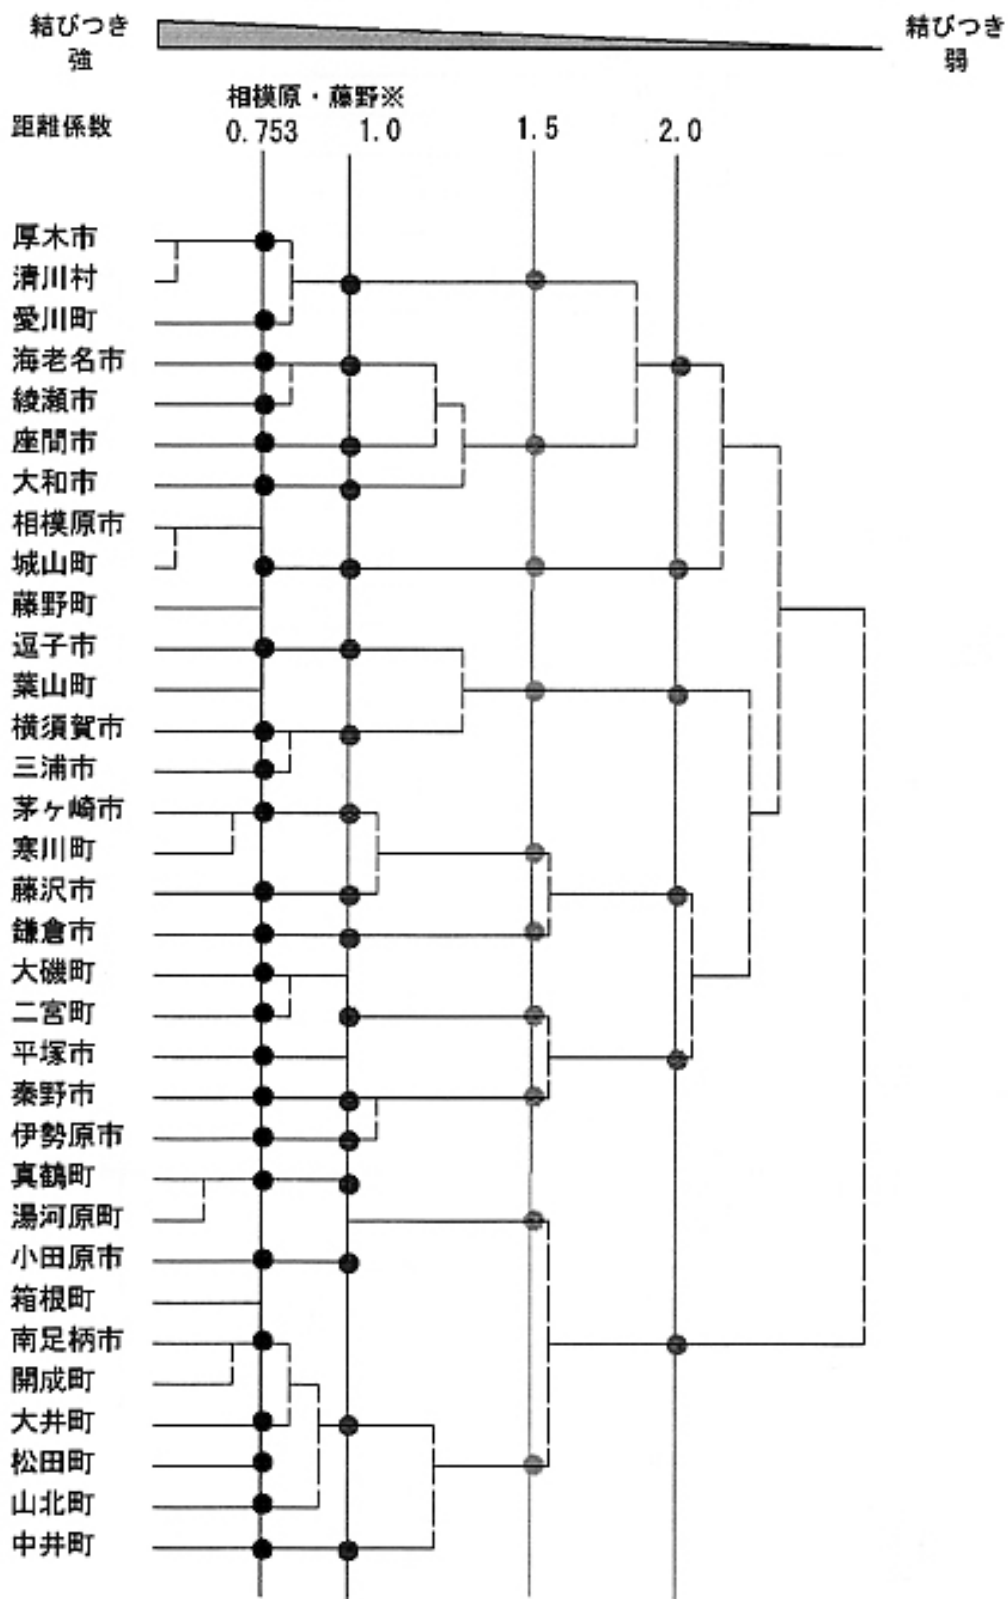 結びつき 結びつき
強 弱
相模原・藤野※
距離係数 0.753 1.0 1.5 2.0
厚木市
清川村
愛川町
海老名市
綾瀬市
座間市
大和市
相模原市
城山町
藤野町
逗子市
葉山町
横須賀市
三浦市
茅ヶ崎市
寒川町
藤沢市
鎌倉市
大磯町
二宮町
平塚市
秦野市
伊勢原市
真鶴町
湯河原町
小田原市
箱根町
南足柄市
開成町
大井町
松田町
山北町
中井町